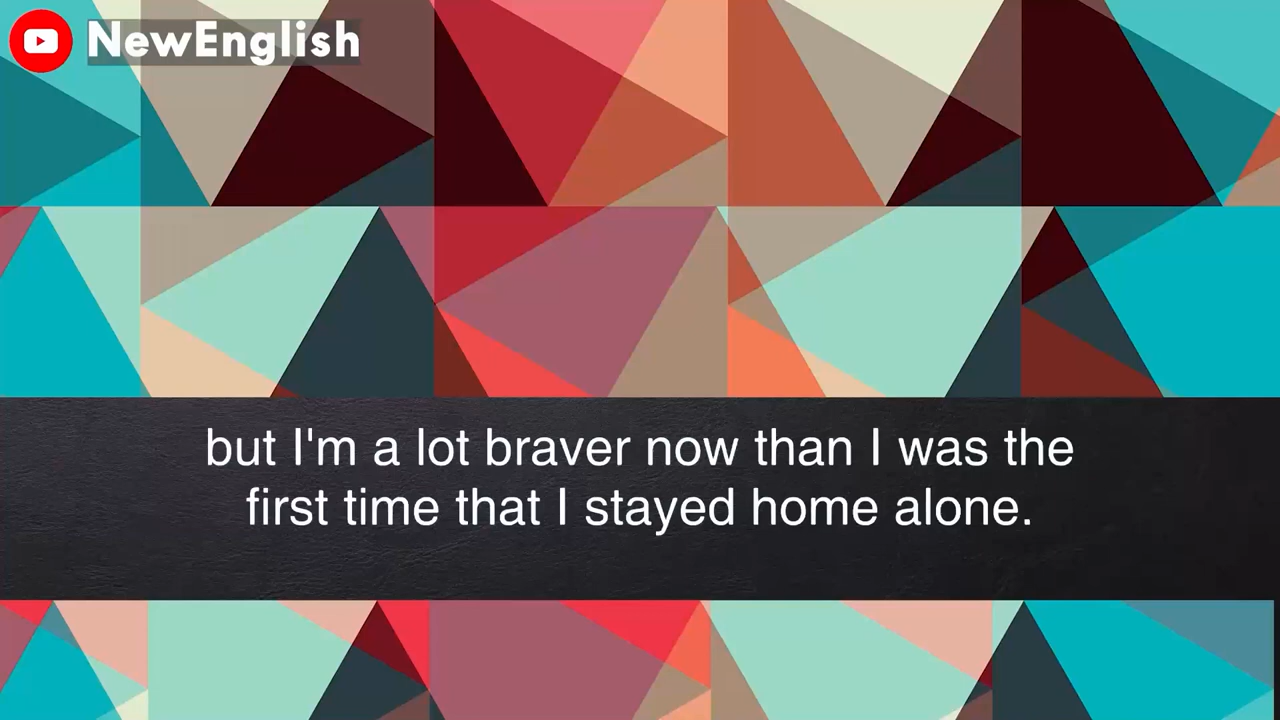 NewEnglish
but I'm a lot braver now than I was the
first time that I stayed home alone.